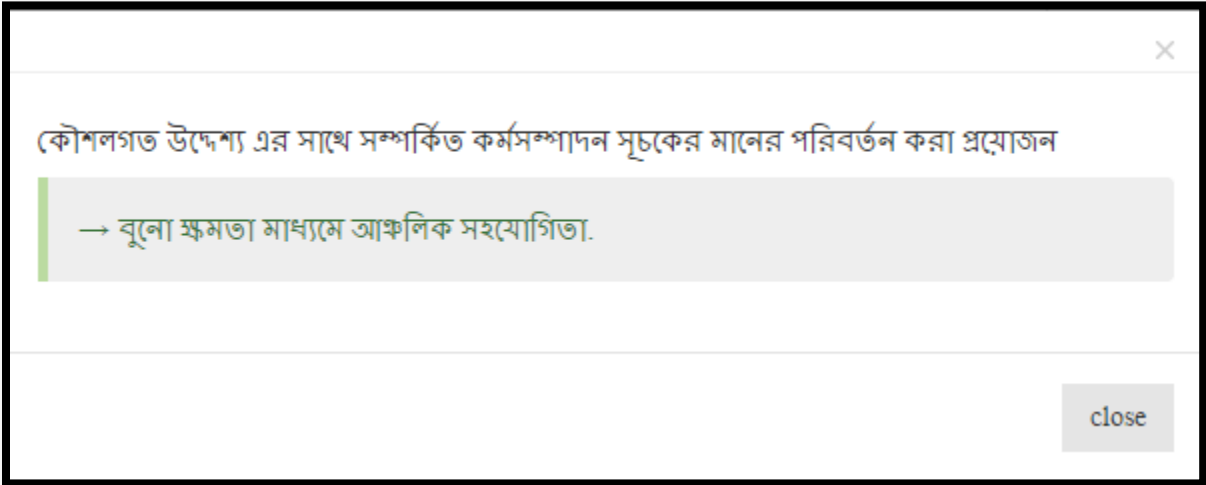 ×
কৌশলগত উদ্দেশ্য এর সাথে সম্পর্কিত কর্মসম্পাদন সূচকের মানের পরিবর্তন করা প্রয়োজন
→ বুনো ক্ষমতা মাধ্যমে আঞ্চলিক সহযোগিতা.
close